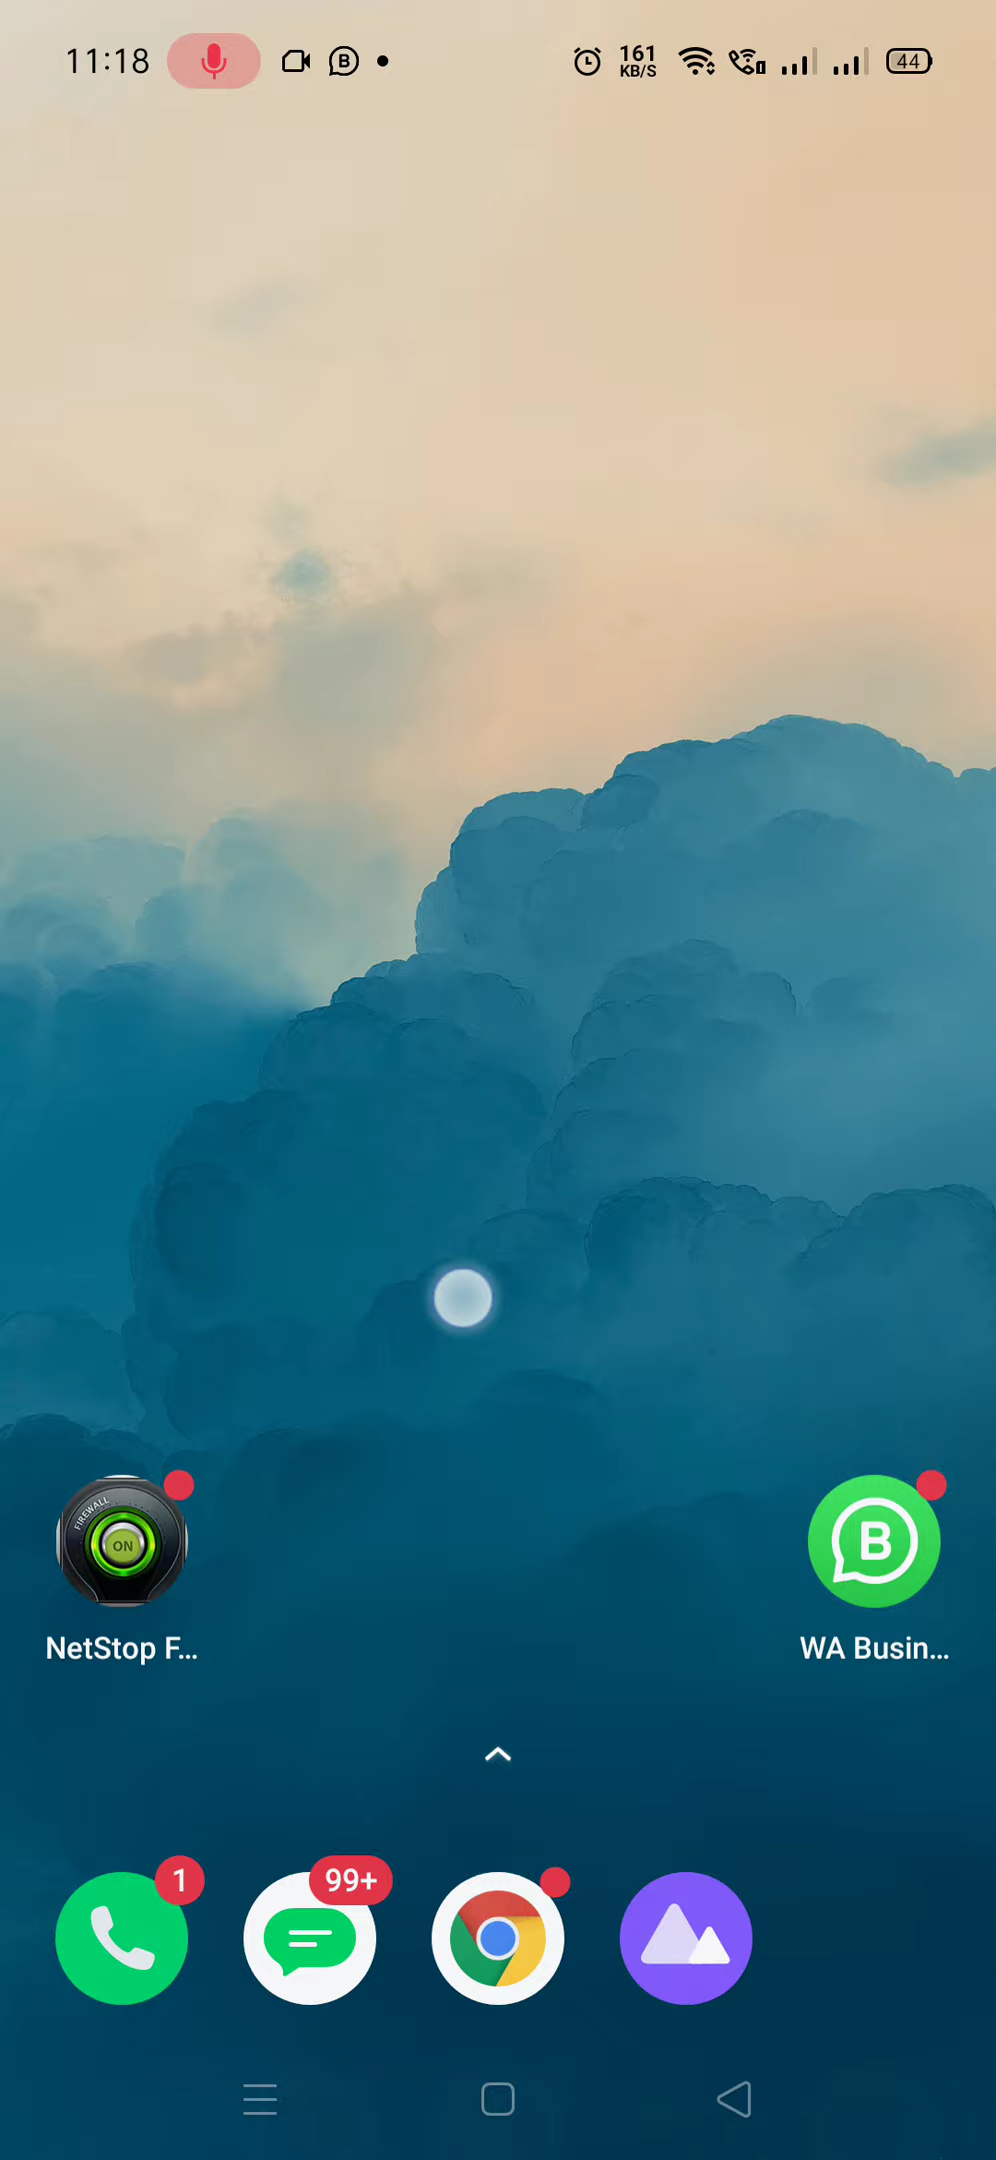 11:18
161
KB/S
44
B
FIREWALL
ON
B
NetStop F...
WA Busin...
1
99+